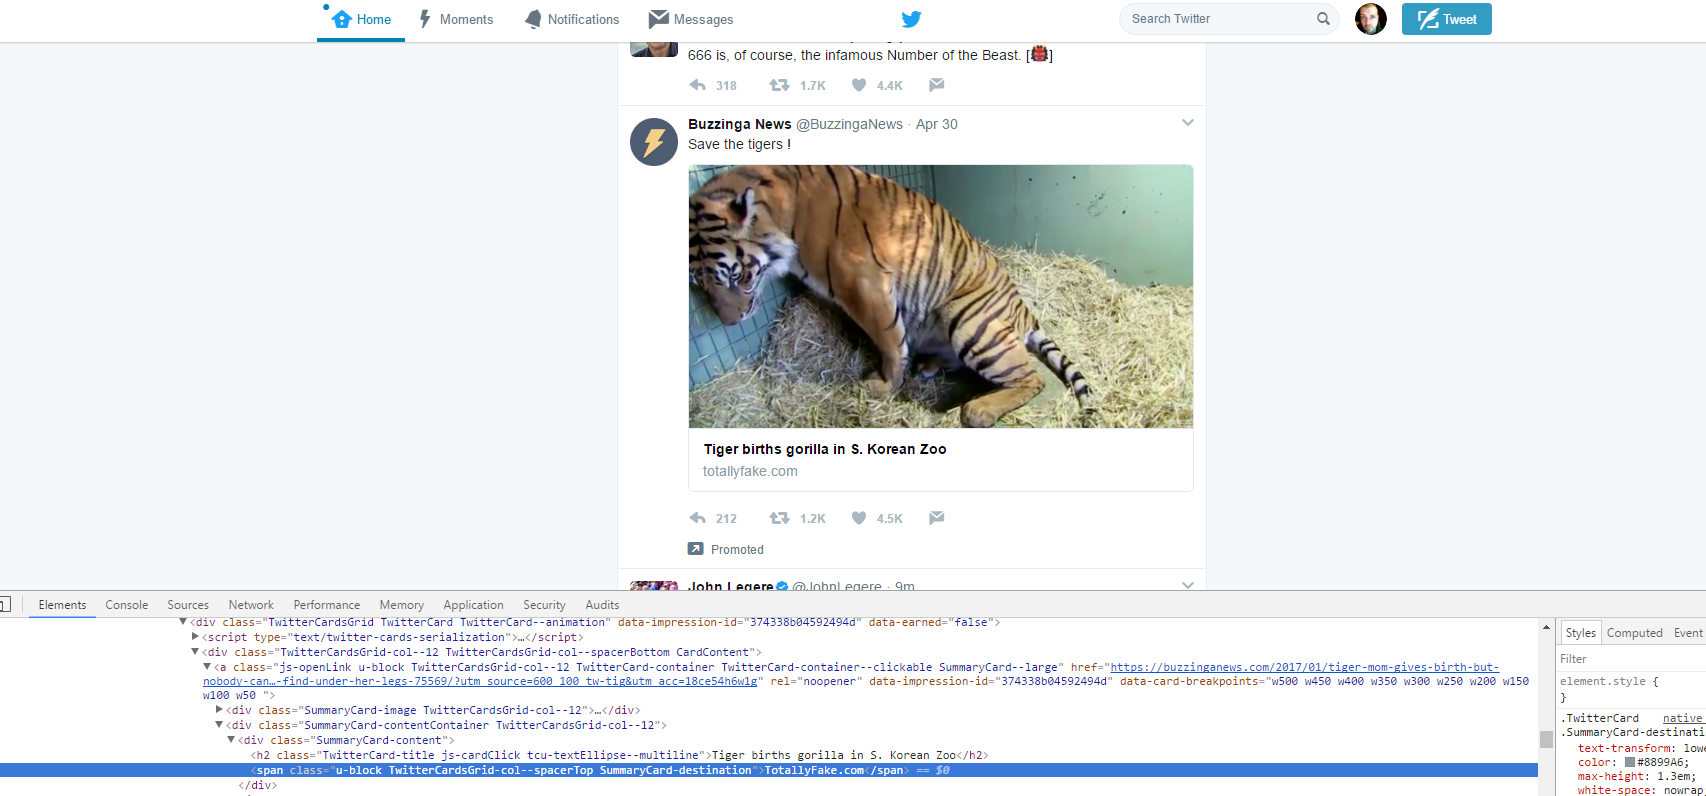 Home Moments Notifications Messages Search Twitter Tweet
666 is, of course, the infamous Number of the Beast. [👹]
318 1.7K 4.4K
Buzzinga News @BuzzingaNews · Apr 30
Save the tigers !
Tiger births gorilla in S. Korean Zoo
totallyfake.com
212 1.2K 4.5K
Promoted
John Legere @JohnLegere · 9m
Elements Console Sources Network Performance Memory Application Security Audits
▼<div class="TwitterCardsGrid TwitterCard TwitterCard--animation" data-impression-id="374338b04592494d" data-earned="false">
▶<script type="text/twitter-cards-serialization">…</script>
▼<div class="TwitterCardsGrid-col--12 TwitterCardsGrid-col--spacerBottom CardContent">
▼<a class="js-openLink u-block TwitterCardsGrid-col--12 TwitterCard-container TwitterCard-container--clickable SummaryCard--large" href="https://buzzinganews.com/2017/01/tiger-mom-gives-birth-but-
nobody-can…-find-under-her-legs-75569/?utm_source=600_100_tw-tig&utm_acc=18ce54h6w1g" rel="noopener" data-impression-id="374338b04592494d" data-card-breakpoints="w500 w450 w400 w350 w300 w250 w200 w150
w100 w50 ">
▶<div class="SummaryCard-image TwitterCardsGrid-col--12">…</div>
▼<div class="SummaryCard-contentContainer TwitterCardsGrid-col--12">
▼<div class="SummaryCard-content">
<h2 class="TwitterCard-title js-cardClick tcu-textEllipse--multiline">Tiger births gorilla in S. Korean Zoo</h2>
<span class="u-block TwitterCardsGrid-col--spacerTop SummaryCard-destination">TotallyFake.com</span> == $0
</div>
Styles Computed Event
Filter
element.style {
}
.TwitterCard native
.SummaryCard-destinati
text-transform: lowe
color: #8899A6;
max-height: 1.3em;
white-space: nowrap